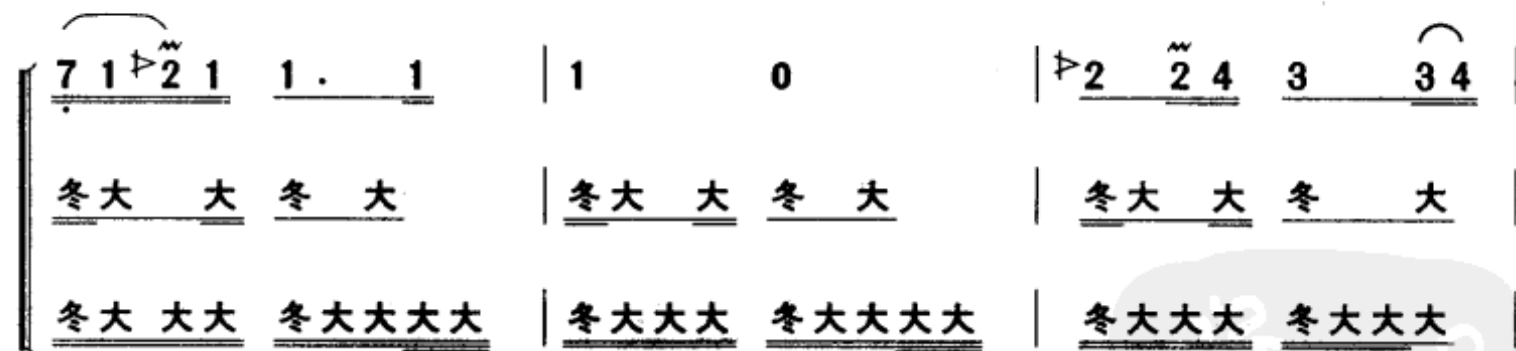 7 1 2 1 1 . 1 | 1 0 | 2 2 4 3 3 4 |
冬大 大 冬 大 | 冬大 大 冬 大 | 冬大 大 冬 大 |
冬大 大大 冬大大大大 | 冬大大大 冬大大大大 | 冬大大大 冬大大大 |